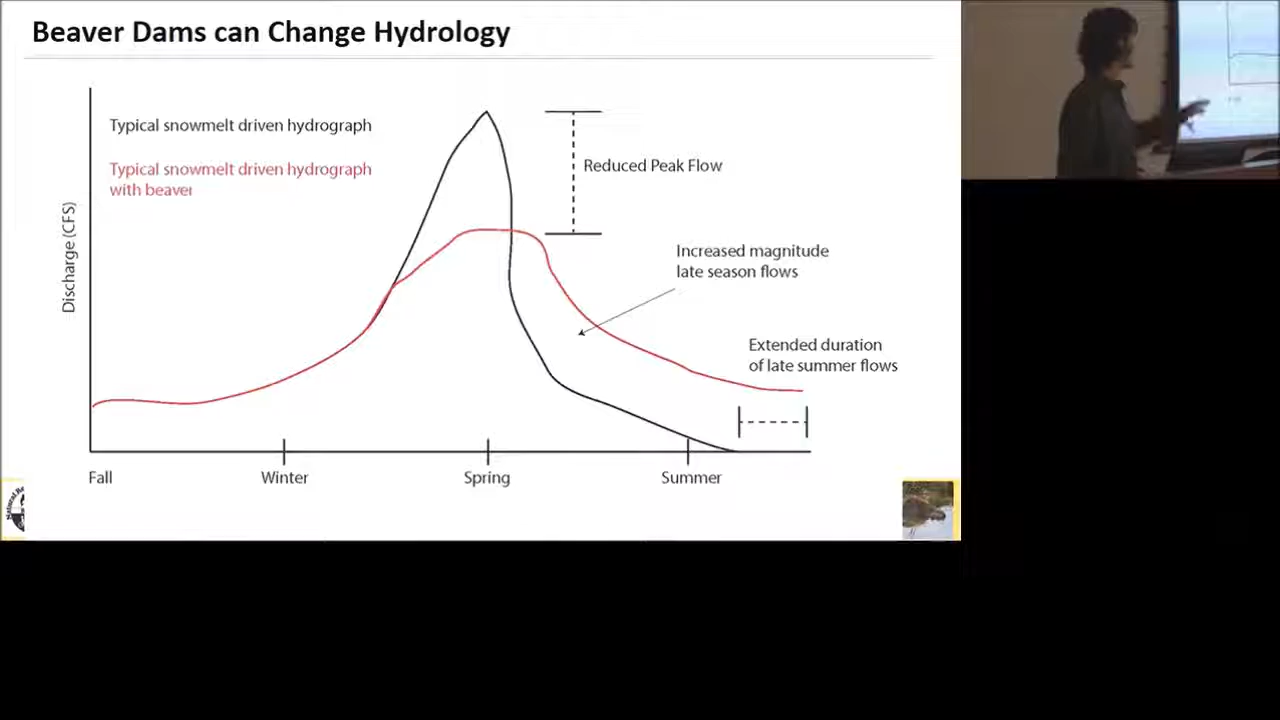 Beaver Dams can Change Hydrology
Typical snowmelt driven hydrograph
Typical snowmelt driven hydrograph
with beaver
Reduced Peak Flow
Increased magnitude
late season flows
Extended duration
of late summer flows
Discharge (CFS)
Fall
Winter
Spring
Summer